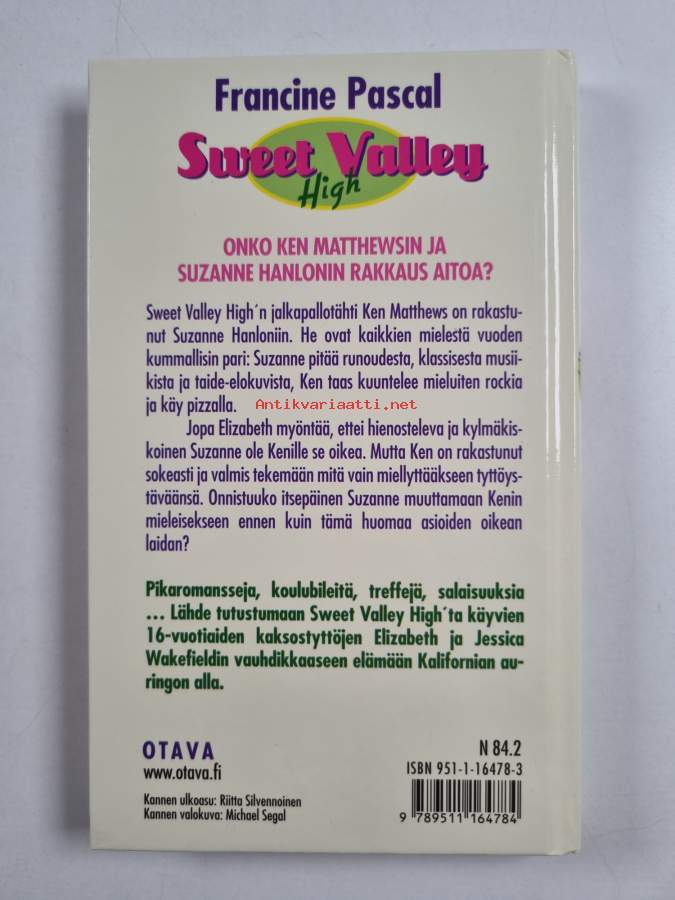 Francine Pascal
Sweet Valley
High
ONKO KEN MATTHEWSIN JA
SUZANNE HANLONIN RAKKAUS AITOA?
Sweet Valley High´n jalkapallotähti Ken Matthews on rakastu-
nut Suzanne Hanloniin. He ovat kaikkien mielestä vuoden
kummallisin pari: Suzanne pitää runoudesta, klassisesta musii-
kista ja taide-elokuvista, Ken taas kuuntelee mieluiten rockia
ja käy pizzalla.
Antikvariaatti.net
Jopa Elizabeth myöntää, ettei hienosteleva ja kylmäkis-
koinen Suzanne ole Kenille se oikea. Mutta Ken on rakastunut
sokeasti ja valmis tekemään mitä vain miellyttääkseen tyttöys-
täväänsä. Onnistuuko itsepäinen Suzanne muuttamaan Kenin
mieleisekseen ennen kuin tämä huomaa asioiden oikean
laidan?
Pikaromansseja, koulubileitä, treffejä, salaisuuksia
... Lähde tutustumaan Sweet Valley High´ta käyvien
16-vuotiaiden kaksostyttöjen Elizabeth ja Jessica
Wakefieldin vauhdikkaaseen elämään Kalifornian au-
ringon alla.
OTAVA
www.otava.fi
Kannen ulkoasu: Riitta Silvennoinen
Kannen valokuva: Michael Segal
N 84.2
ISBN 951-1-16478-3
9 789511 164784